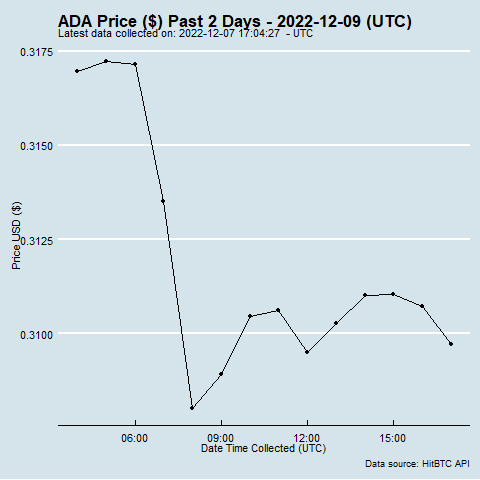 ADA Price ($) Past 2 Days - 2022-12-09 (UTC)
Latest data collected on: 2022-12-07 17:04:27  - UTC
0.3175
0.3150
0.3125
0.3100
Price USD ($)
06:00
09:00
12:00
15:00
Date Time Collected (UTC)
Data source: HitBTC API